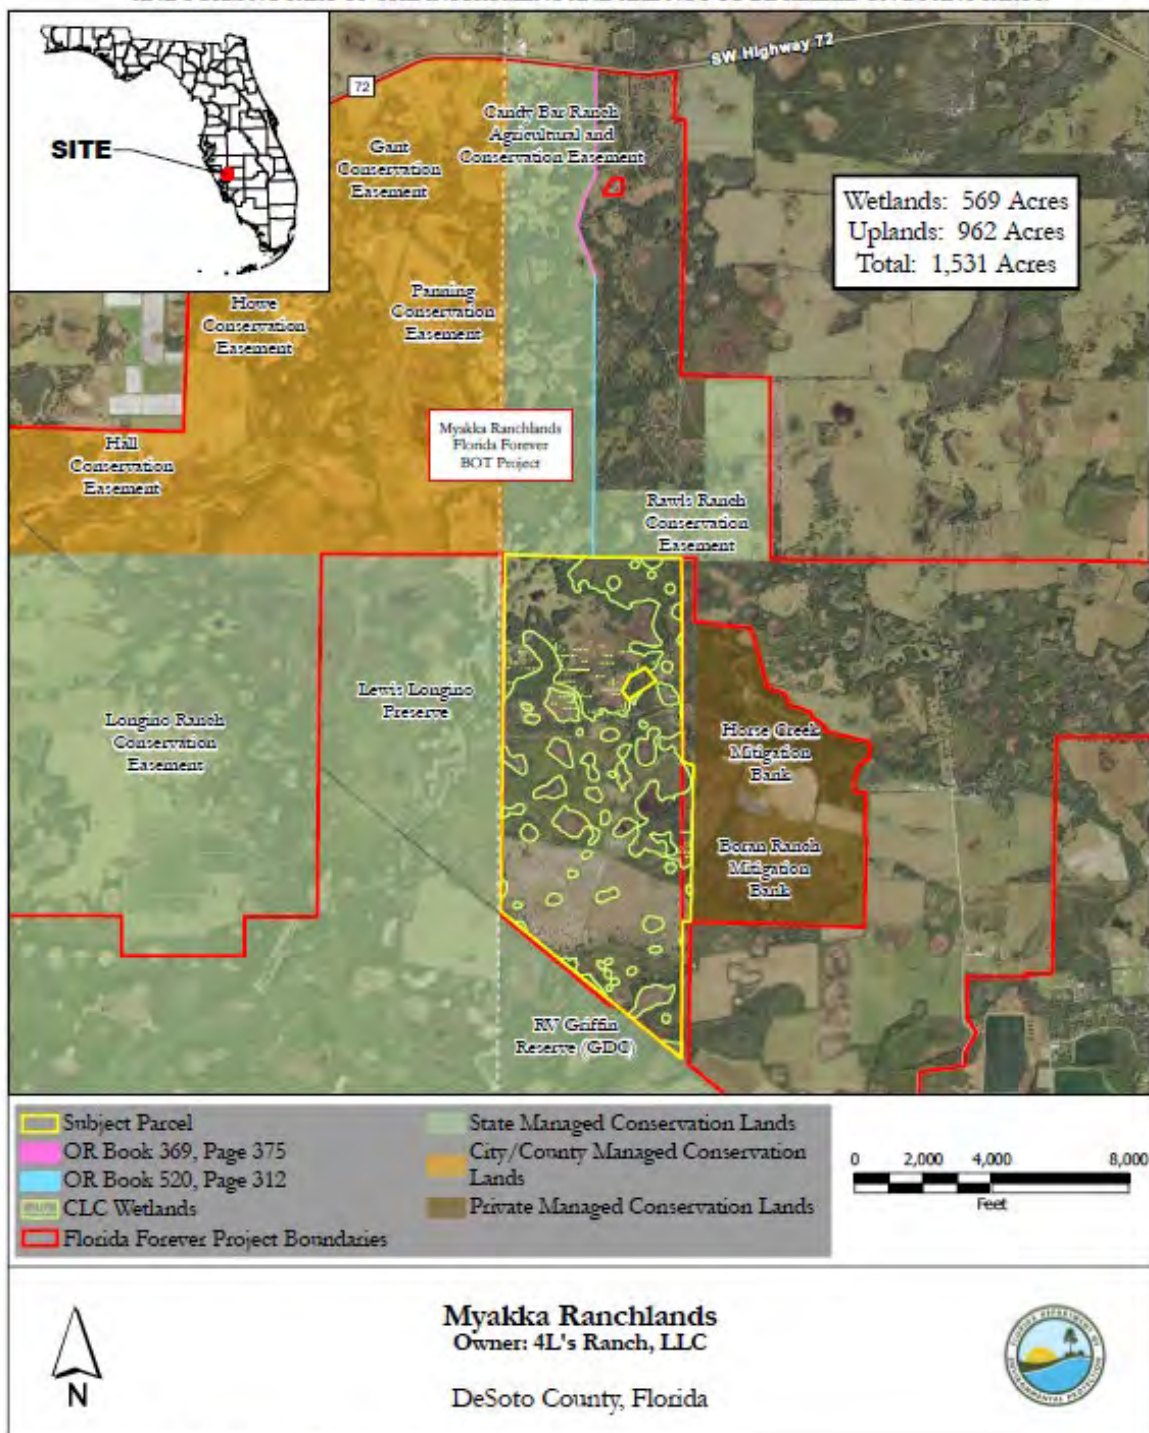 SITE
72
SW Highway 72
Candy Bar Ranch
Agricultural and
Conservation Easement
Gant
Conservation
Easement
Wetlands: 569 Acres
Uplands: 962 Acres
Total: 1,531 Acres
Howe
Conservation
Easement
Panning
Conservation
Easement
Hall
Conservation
Easement
Myakka Ranchlands
Florida Forever
BOT Project
Rawls Ranch
Conservation
Easement
Longino Ranch
Conservation
Easement
Lewis Longino
Preserve
Horse Creek
Mitigation
Bank
Boran Ranch
Mitigation
Bank
RV Griffin
Reserve (GDC)
Subject Parcel
OR Book 369, Page 375
OR Book 520, Page 312
CLC Wetlands
Florida Forever Project Boundaries
State Managed Conservation Lands
City/County Managed Conservation
Lands
Private Managed Conservation Lands
0 2,000 4,000 8,000
Feet
N
Myakka Ranchlands
Owner: 4L's Ranch, LLC
DeSoto County, Florida
FLORIDA DEPARTMENT OF
ENVIRONMENTAL PROTECTION